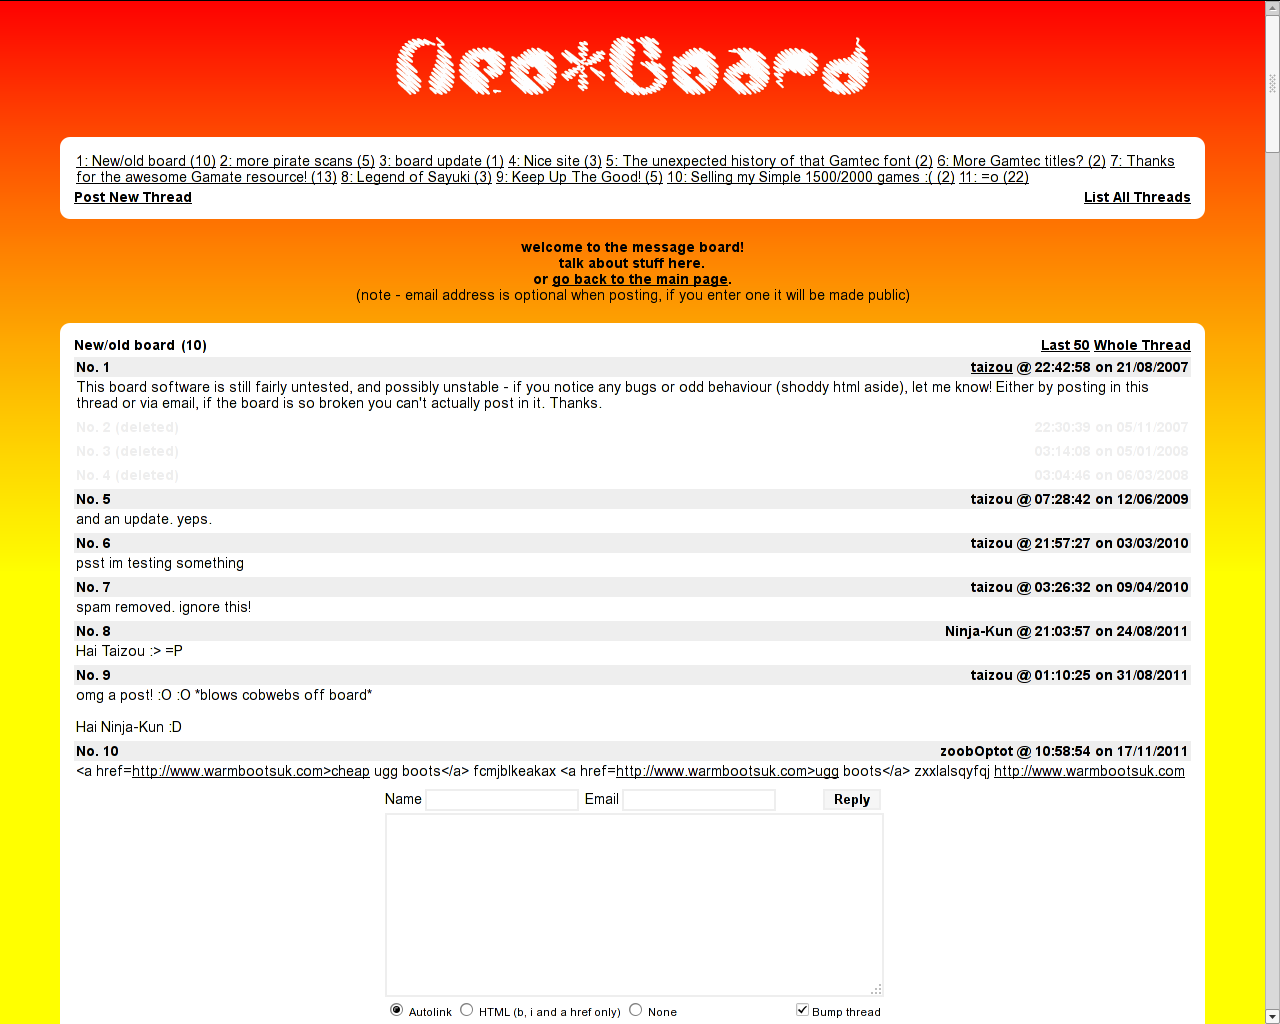 Neo*Board
1: New/old board (10) 2: more pirate scans (5) 3: board update (1) 4: Nice site (3) 5: The unexpected history of that Gamtec font (2) 6: More Gamtec titles? (2) 7: Thanks
for the awesome Gamate resource! (13) 8: Legend of Sayuki (3) 9: Keep Up The Good! (5) 10: Selling my Simple 1500/2000 games :( (2) 11: =o (22)
Post New Thread List All Threads
welcome to the message board!
talk about stuff here.
or go back to the main page.
(note - email address is optional when posting, if you enter one it will be made public)
New/old board (10) Last 50 Whole Thread
No. 1 taizou @ 22:42:58 on 21/08/2007
This board software is still fairly untested, and possibly unstable - if you notice any bugs or odd behaviour (shoddy html aside), let me know! Either by posting in this
thread or via email, if the board is so broken you can't actually post in it. Thanks.
No. 2 (deleted) 22:30:39 on 05/11/2007
No. 3 (deleted) 03:14:08 on 05/01/2008
No. 4 (deleted) 03:04:46 on 06/03/2008
No. 5 taizou @ 07:28:42 on 12/06/2009
and an update. yeps.
No. 6 taizou @ 21:57:27 on 03/03/2010
psst im testing something
No. 7 taizou @ 03:26:32 on 09/04/2010
spam removed. ignore this!
No. 8 Ninja-Kun @ 21:03:57 on 24/08/2011
Hai Taizou :> =P
No. 9 taizou @ 01:10:25 on 31/08/2011
omg a post! :O :O *blows cobwebs off board*
Hai Ninja-Kun :D
No. 10 zoobOptot @ 10:58:54 on 17/11/2011
<a href=http://www.warmbootsuk.com>cheap ugg boots</a> fcmjblkeakax <a href=http://www.warmbootsuk.com>ugg boots</a> zxxlalsqyfqj http://www.warmbootsuk.com
Name Email Reply
Autolink HTML (b, i and a href only) None Bump thread